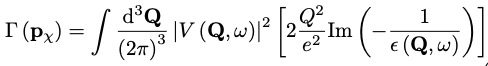 Γ (𝐩_χ) = ∫ d³𝐐/(2π)³ |V (𝐐, ω)|² [2 Q²/e² Im (− 1/ϵ (𝐐, ω))]